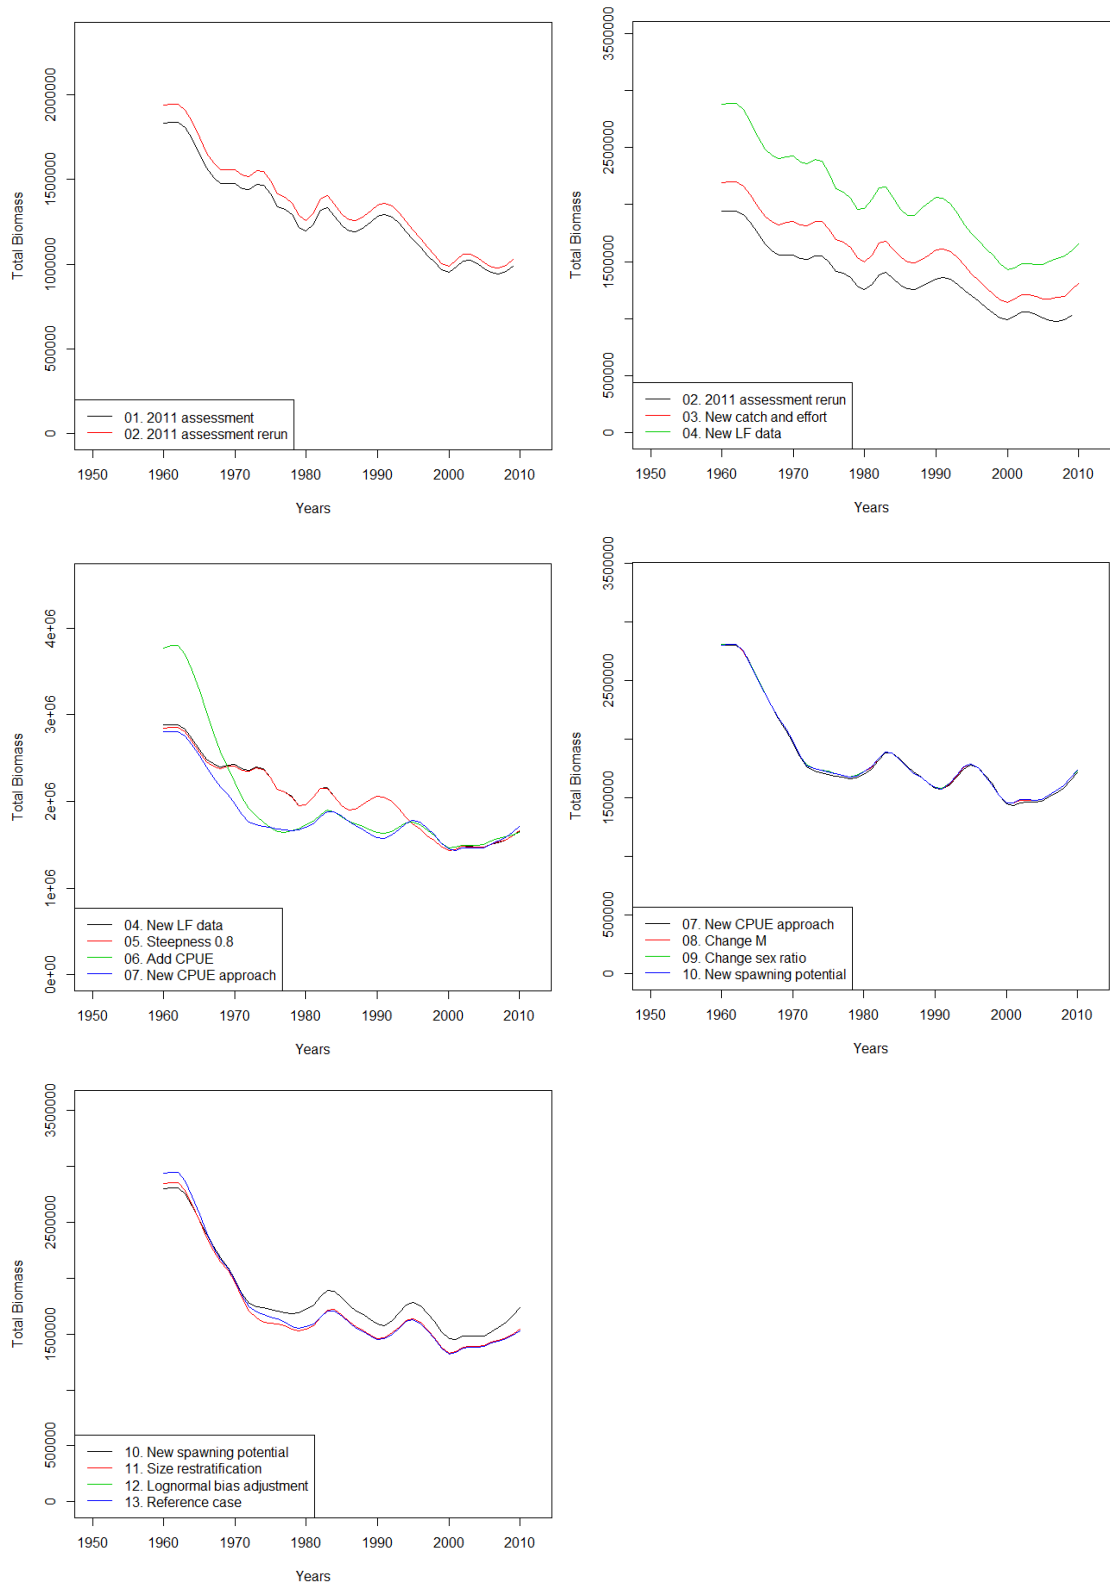 Total Biomass
2000000
1500000
1000000
500000
0
01. 2011 assessment
02. 2011 assessment rerun
1950 1960 1970 1980 1990 2000 2010
Years
Total Biomass
3500000
2500000
1500000
500000
0
02. 2011 assessment rerun
03. New catch and effort
04. New LF data
1950 1960 1970 1980 1990 2000 2010
Years
Total Biomass
4e+06
3e+06
2e+06
1e+06
0e+00
04. New LF data
05. Steepness 0.8
06. Add CPUE
07. New CPUE approach
1950 1960 1970 1980 1990 2000 2010
Years
Total Biomass
3500000
2500000
1500000
500000
0
07. New CPUE approach
08. Change M
09. Change sex ratio
10. New spawning potential
1950 1960 1970 1980 1990 2000 2010
Years
Total Biomass
3500000
2500000
1500000
500000
0
10. New spawning potential
11. Size restratification
12. Lognormal bias adjustment
13. Reference case
1950 1960 1970 1980 1990 2000 2010
Years